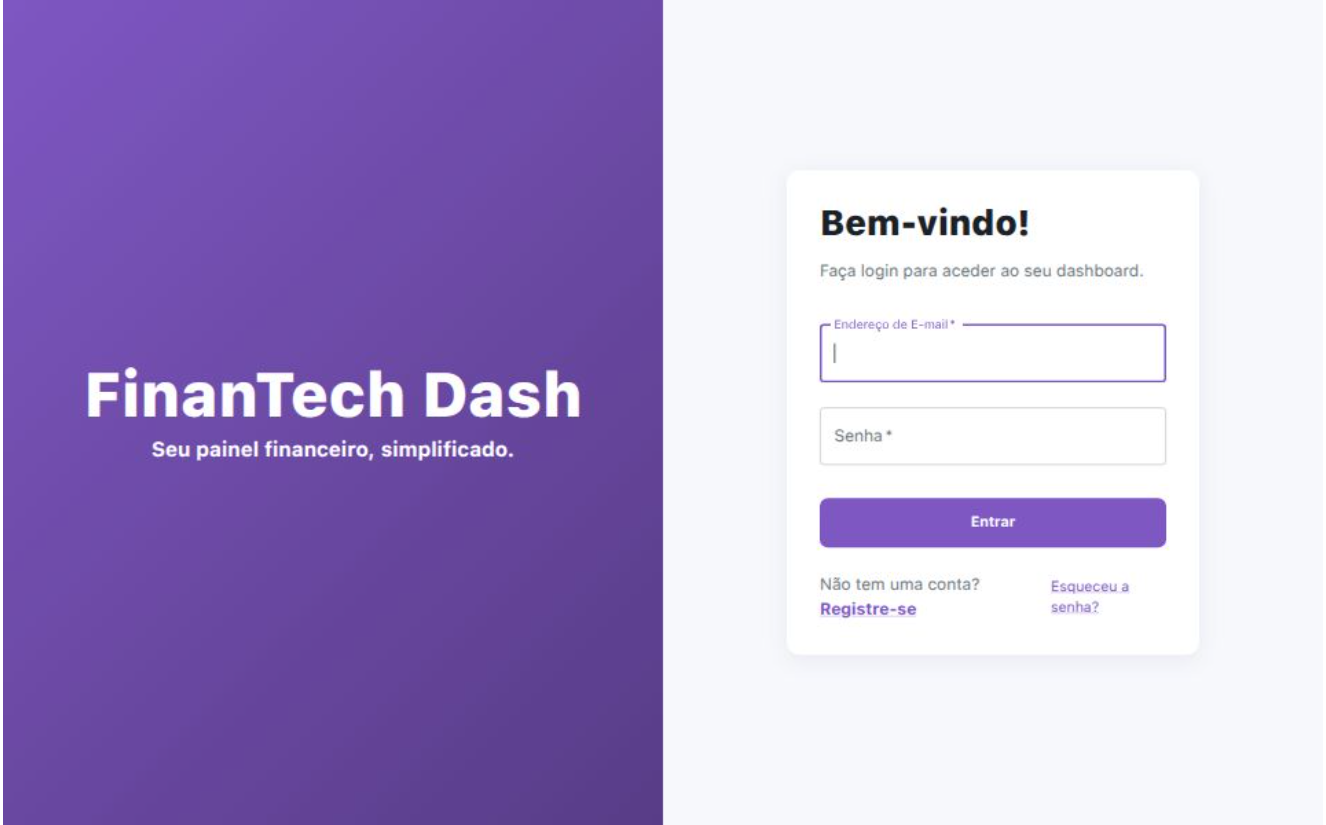 FinanTech Dash
Seu painel financeiro, simplificado.
Bem-vindo!
Faça login para aceder ao seu dashboard.
Endereço de E-mail *
Senha *
Entrar
Não tem uma conta?
Registre-se
Esqueceu a
senha?